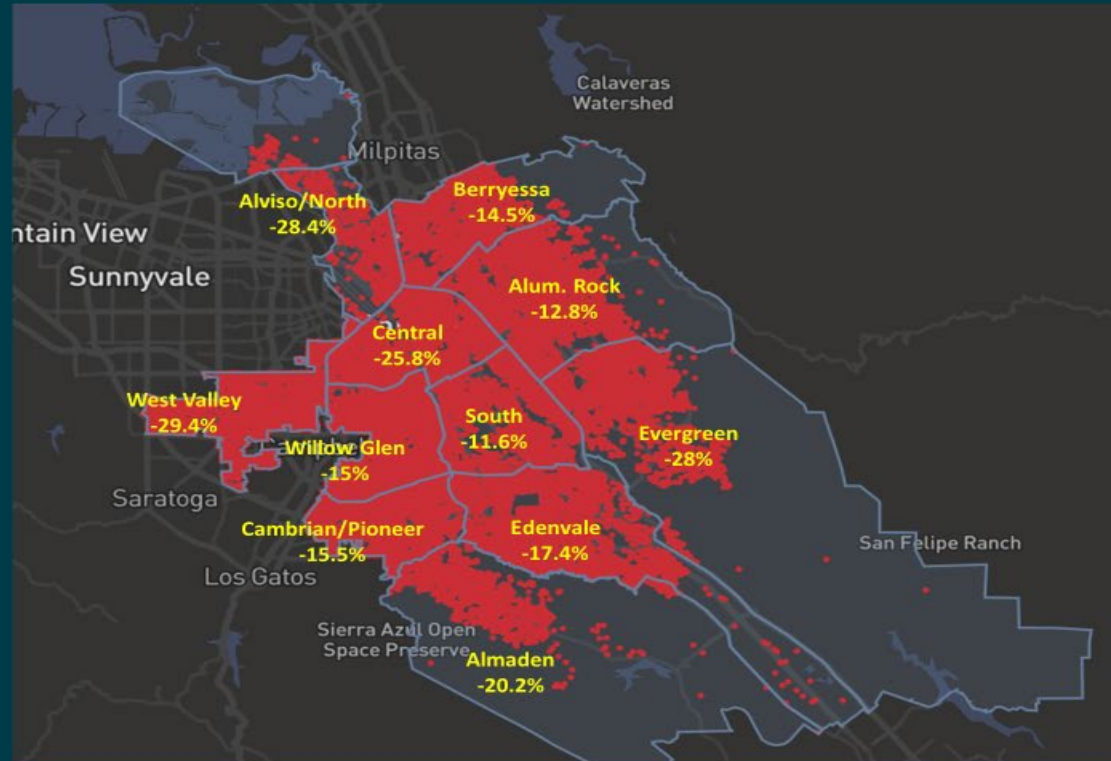 Calaveras
Watershed
Milpitas
Berryessa
-14.5%
Alviso/North
-28.4%
ntain View
Sunnyvale
Alum. Rock
-12.8%
Central
-25.8%
West Valley
-29.4%
South
-11.6%
Evergreen
-28%
Willow Glen
-15%
Saratoga
Cambrian/Pioneer
-15.5%
Edenvale
-17.4%
San Felipe Ranch
Los Gatos
Sierra Azul Open
Space Preserve
Almaden
-20.2%